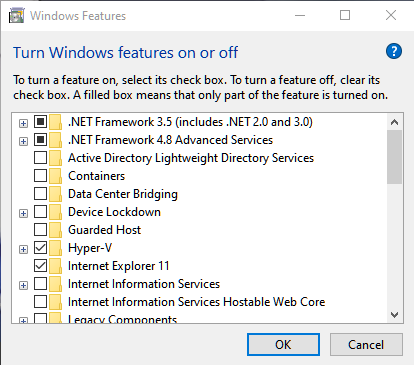 Windows Features
Turn Windows features on or off
?
To turn a feature on, select its check box. To turn a feature off, clear its
check box. A filled box means that only part of the feature is turned on.
.NET Framework 3.5 (includes .NET 2.0 and 3.0)
.NET Framework 4.8 Advanced Services
Active Directory Lightweight Directory Services
Containers
Data Center Bridging
Device Lockdown
Guarded Host
Hyper-V
Internet Explorer 11
Internet Information Services
Internet Information Services Hostable Web Core
Legacy Components
OK
Cancel